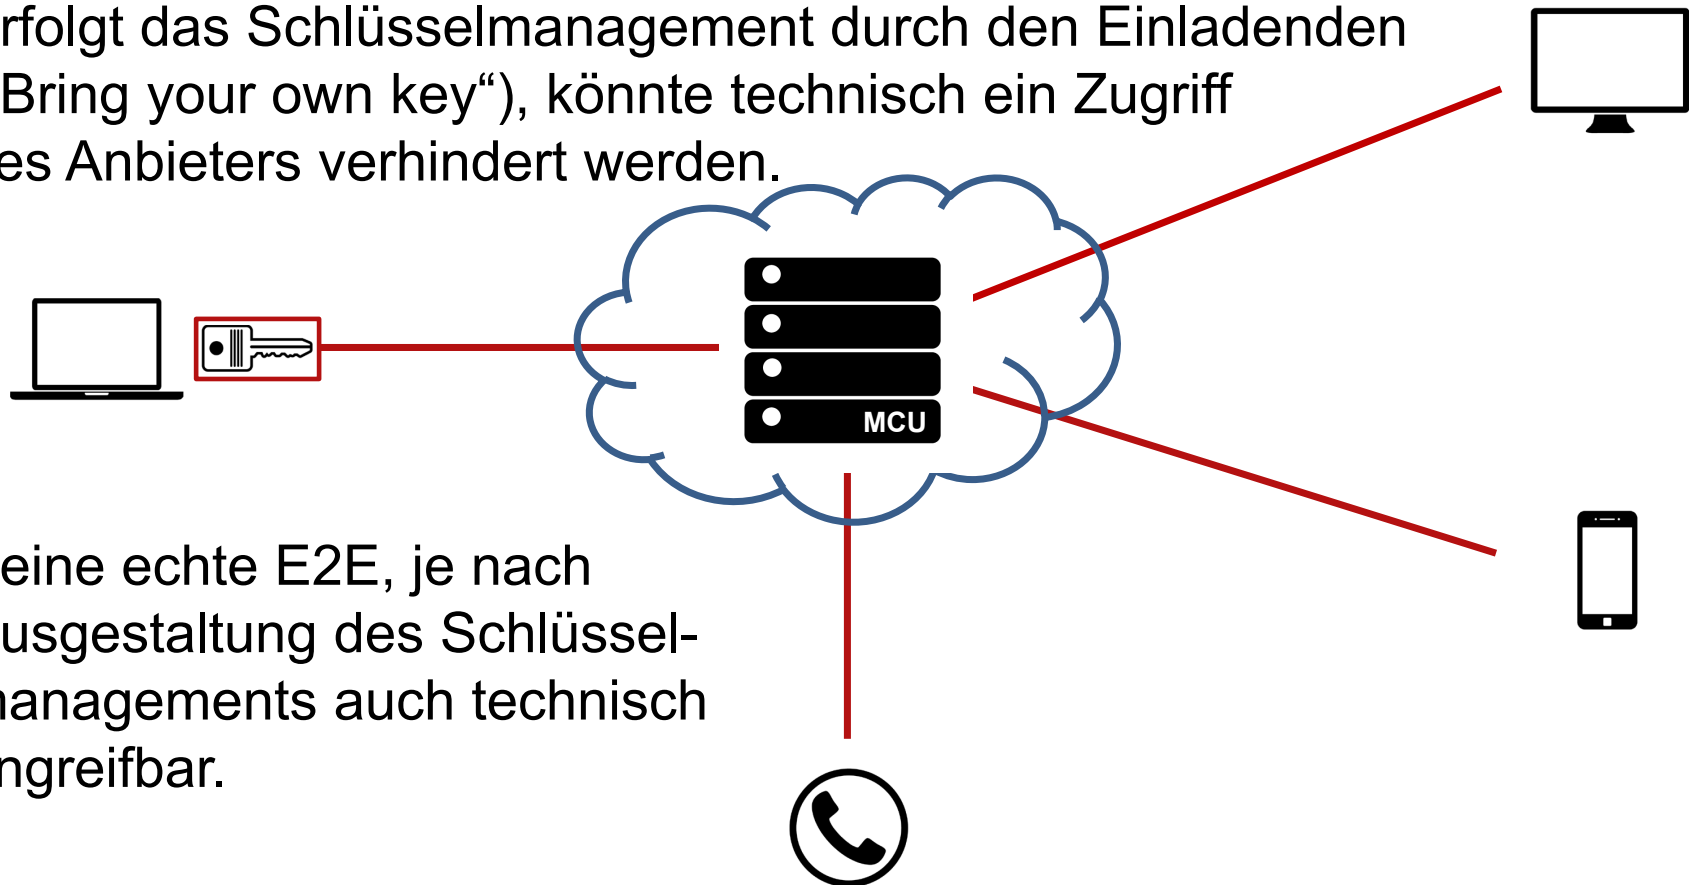 rfolgt das Schlüsselmanagement durch den Einladenden
Bring your own key“), könnte technisch ein Zugriff
es Anbieters verhindert werden.
MCU
eine echte E2E, je nach
usgestaltung des Schlüssel-
nanagements auch technisch
ngreifbar.